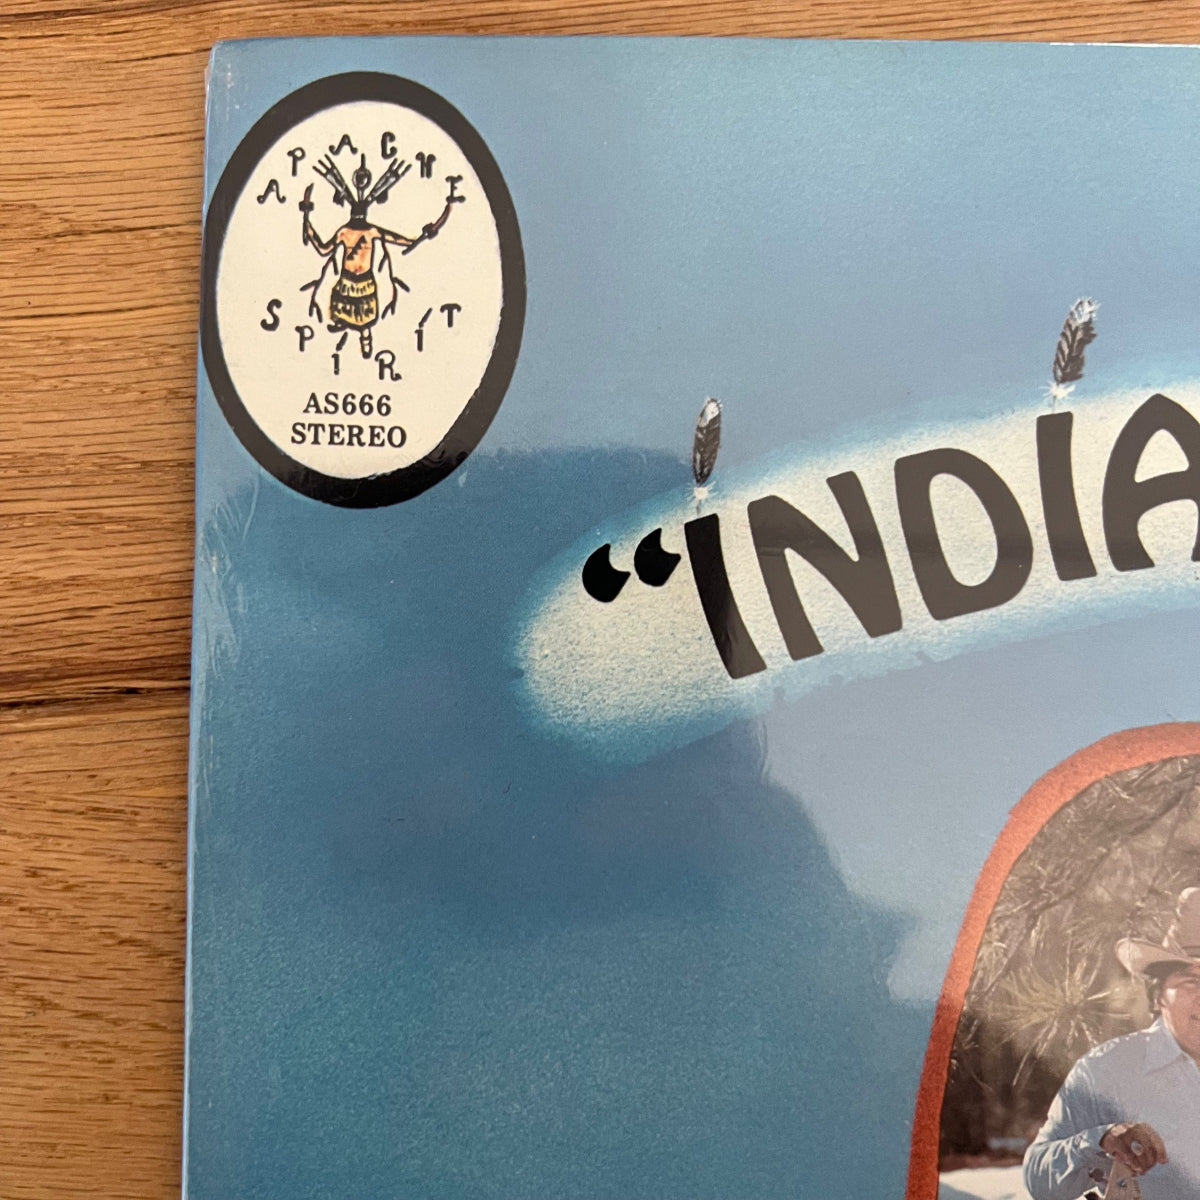 APACHE
SPIRIT
AS666
STEREO
"INDIA